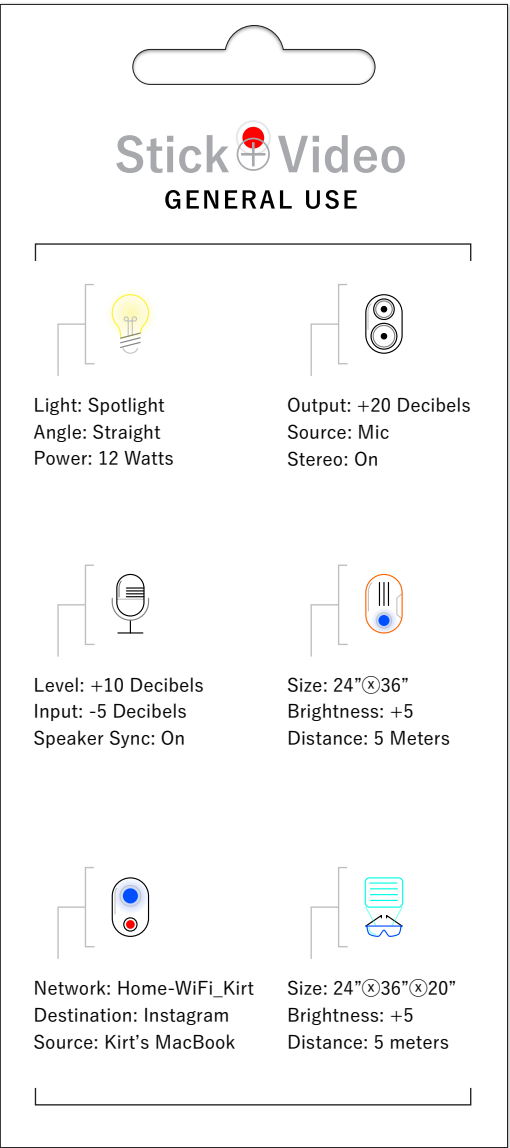 Stick Video
GENERAL USE
Light: Spotlight
Angle: Straight
Power: 12 Watts
Output: +20 Decibels
Source: Mic
Stereo: On
Level: +10 Decibels
Input: -5 Decibels
Speaker Sync: On
Size: 24”ⓧ36”
Brightness: +5
Distance: 5 Meters
Network: Home-WiFi_Kirt
Destination: Instagram
Source: Kirt’s MacBook
Size: 24”ⓧ36”ⓧ20”
Brightness: +5
Distance: 5 meters